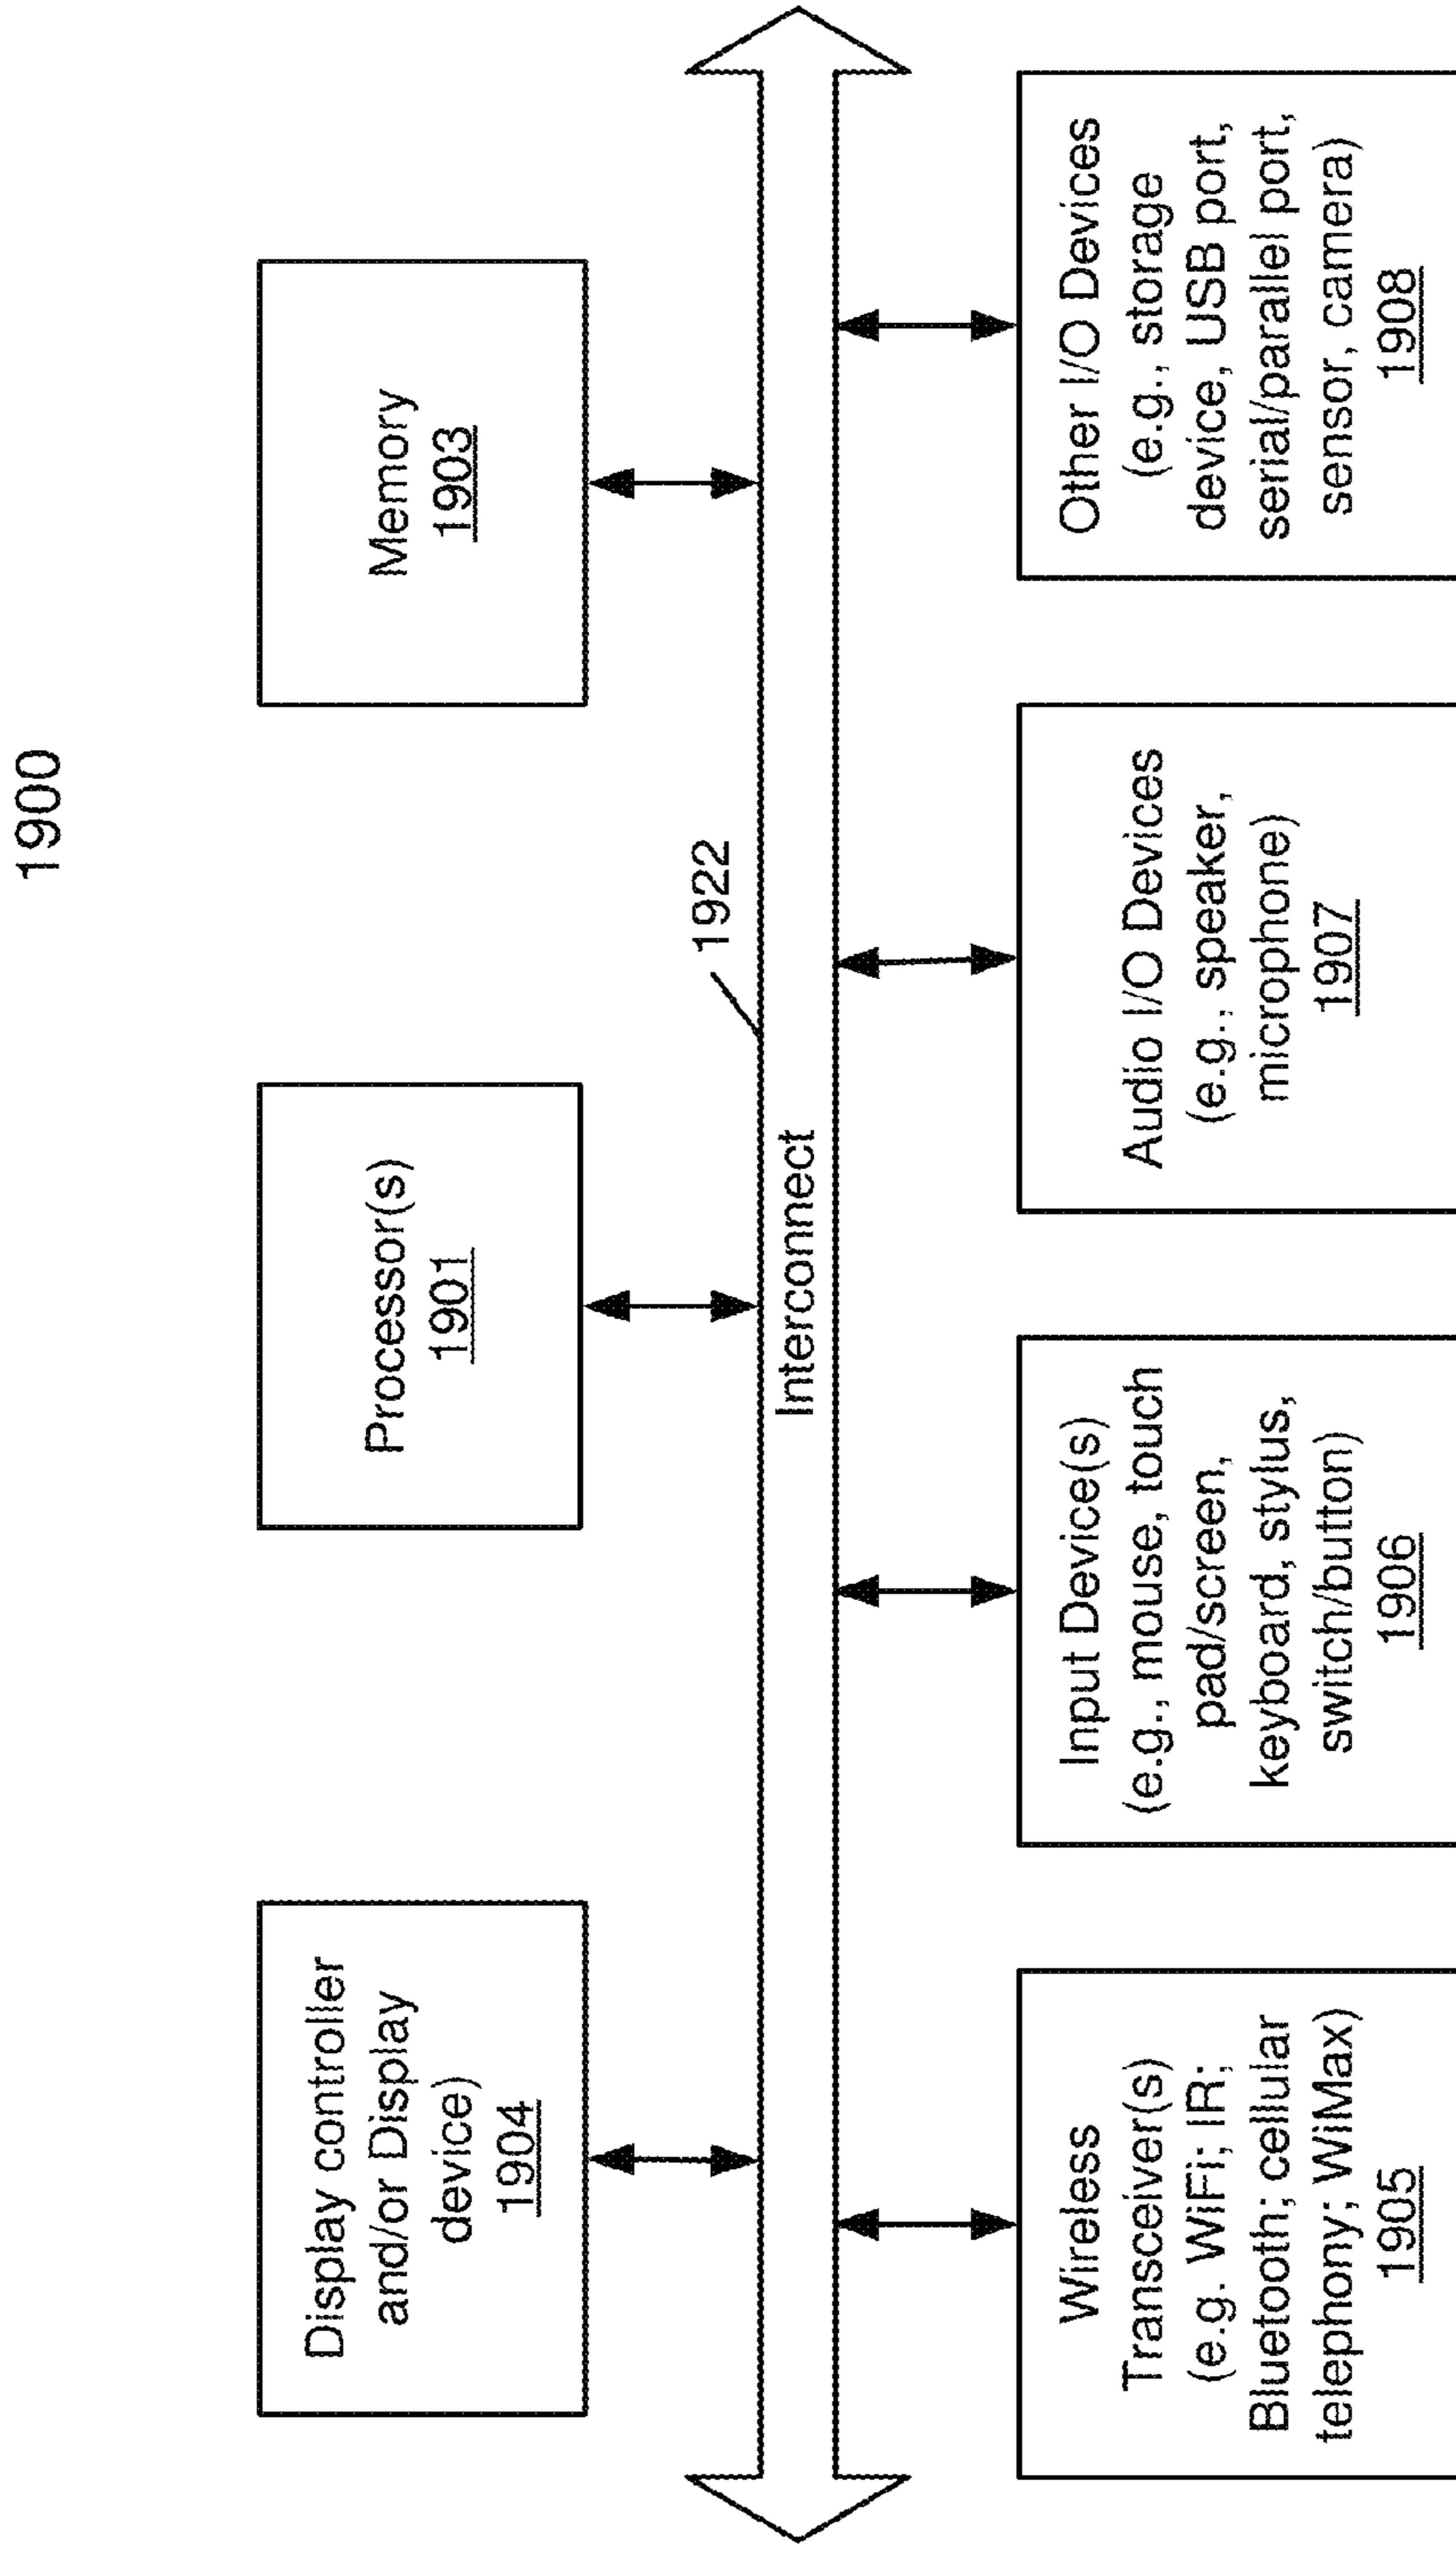 1900
Display controller
and/or Display
device)
1904
Processor(s)
1901
Memory
1903
1922
Interconnect
Wireless
Transceiver(s)
(e.g. WiFi; IR;
Bluetooth; cellular
telephony; WiMax)
1905
Input Device(s)
(e.g., mouse, touch
pad/screen,
keyboard, stylus,
switch/button)
1906
Audio I/O Devices
(e.g., speaker,
microphone)
1907
Other I/O Devices
(e.g., storage
device, USB port,
serial/parallel port,
sensor, camera)
1908